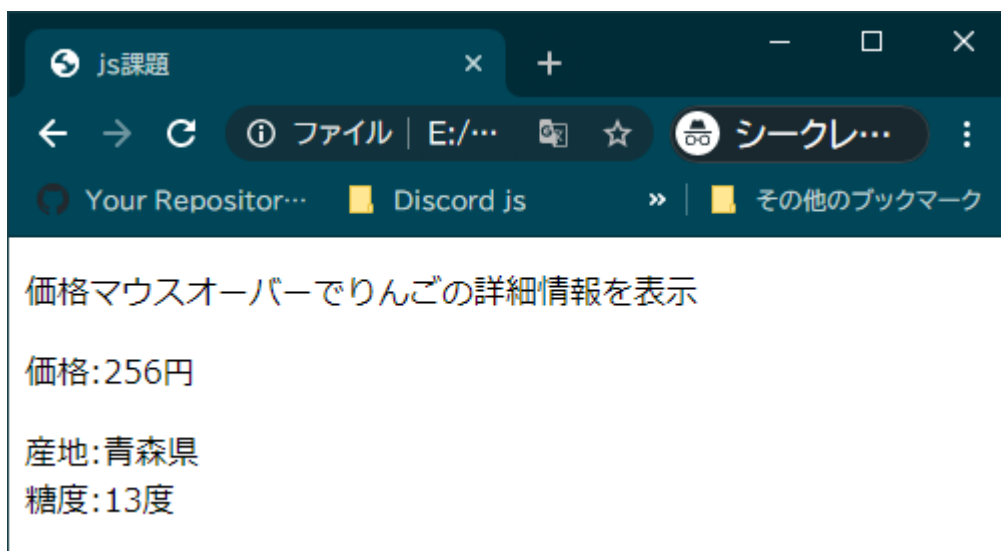 js課題
ファイル | E:/…
シークレ…
Your Repositor…
Discord js
»
その他のブックマーク
価格マウスオーバーでりんごの詳細情報を表示
価格:256円
産地:青森県
糖度:13度